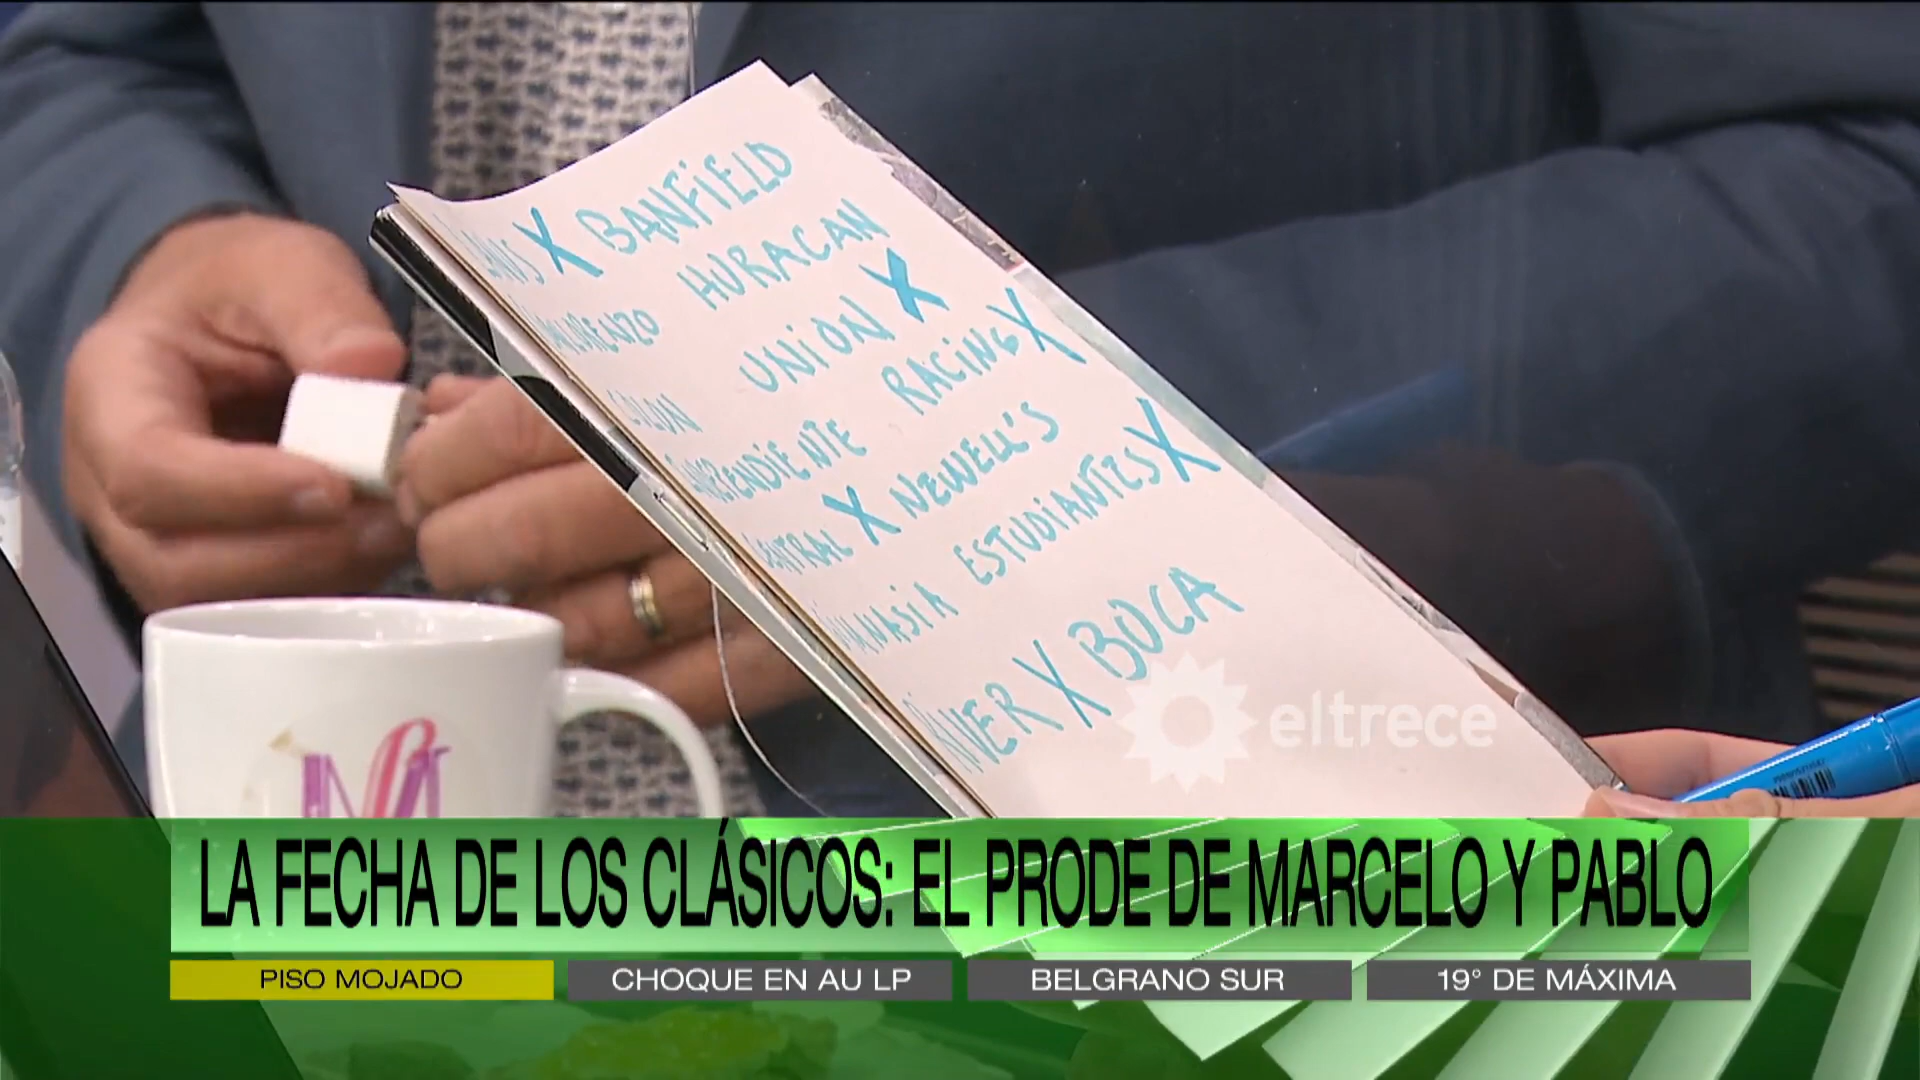 X BANFIELD
HURACAN
UNION X
RACING X
CENTRAL X NEWELL'S
ESTUDIANTES X
RIVER X BOCA
eltrece
LA FECHA DE LOS CLÁSICOS: EL PRODE DE MARCELO Y PABLO
PISO MOJADO
CHOQUE EN AU LP
BELGRANO SUR
19° DE MÁXIMA